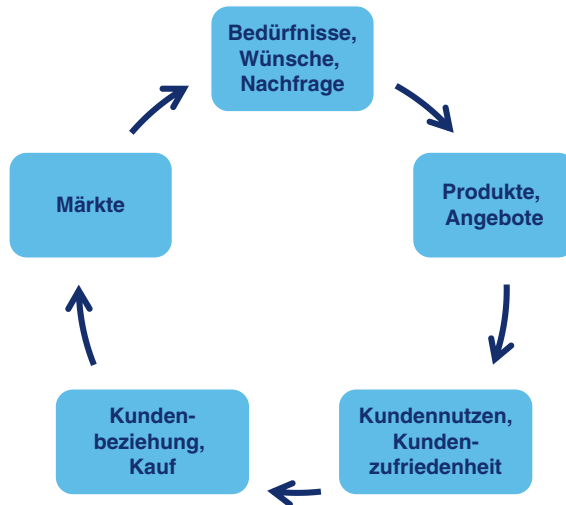 Bedürfnisse,
Wünsche,
Nachfrage
Produkte,
Angebote
Kundennutzen,
Kunden-
zufriedenheit
Kunden-
beziehung,
Kauf
Märkte